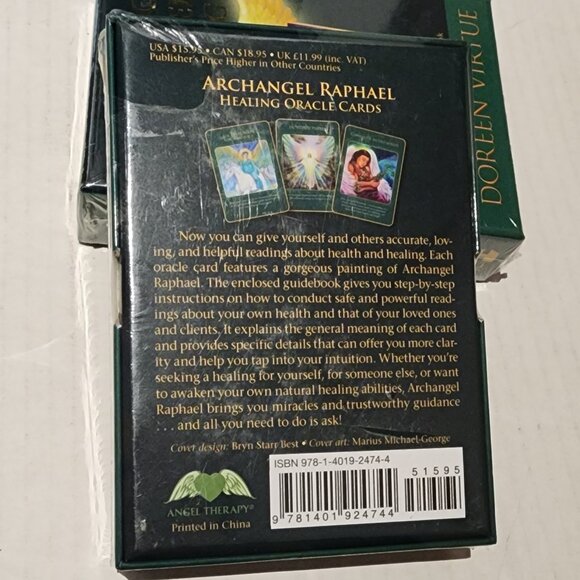 USA $15.95 • CAN $18.95 • UK £11.99 (inc. VAT)
Publisher's Price Higher in Other Countries
ARCHANGEL RAPHAEL
HEALING ORACLE CARDS
Now you can give yourself and others accurate, lov-
ing, and helpful readings about health and healing. Each
oracle card features a gorgeous painting of Archangel
Raphael. The enclosed guidebook gives you step-by-step
instructions on how to conduct safe and powerful read-
ings about your own health and that of your loved ones
and clients. It explains the general meaning of each card
and provides specific details that can offer you more clar-
ity and help you tap into your intuition. Whether you're
seeking a healing for yourself, for someone else, or want
to awaken your own natural healing abilities, Archangel
Raphael brings you miracles and trustworthy guidance
. . . and all you need to do is ask!
Cover design: Bryn Starr Best • Cover art: Marius Michael-George
ISBN 978-1-4019-2474-4
51595
9 781401 924744
ANGEL THERAPY®
Printed in China
DOREEN VIRTUE